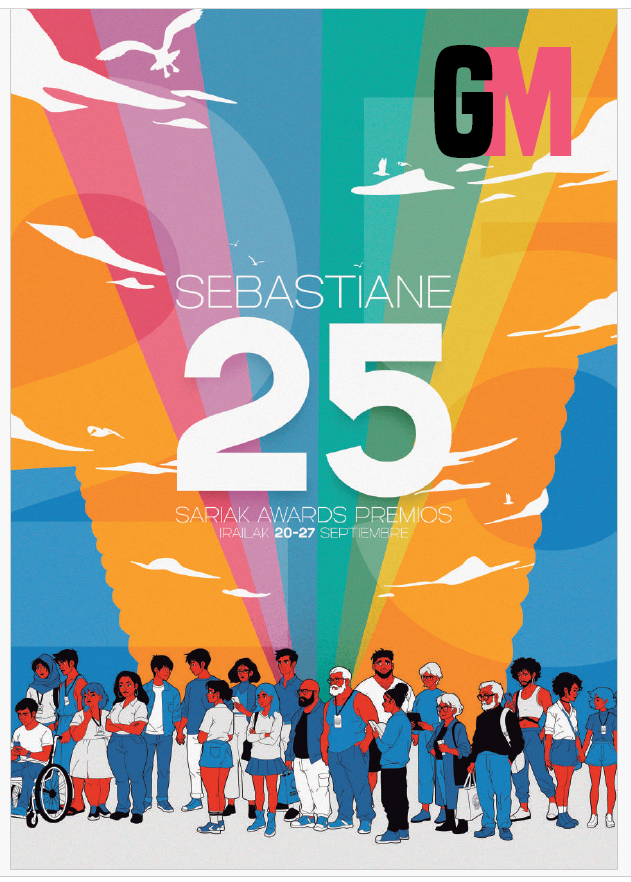 GM
SEBASTIANE
25
SARIAK AWARDS PREMIOS
IRAILAK 20-27 SEPTIEMBRE